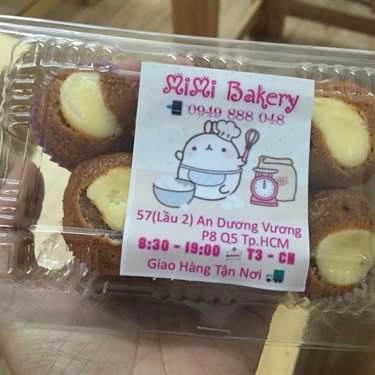 MiMi Bakery
0949 888 048
57(Lầu 2) An Dương Vương
P8 Q5 Tp.HCM
8:30 - 19:00 T3 - CN
Giao Hàng Tận Nơi